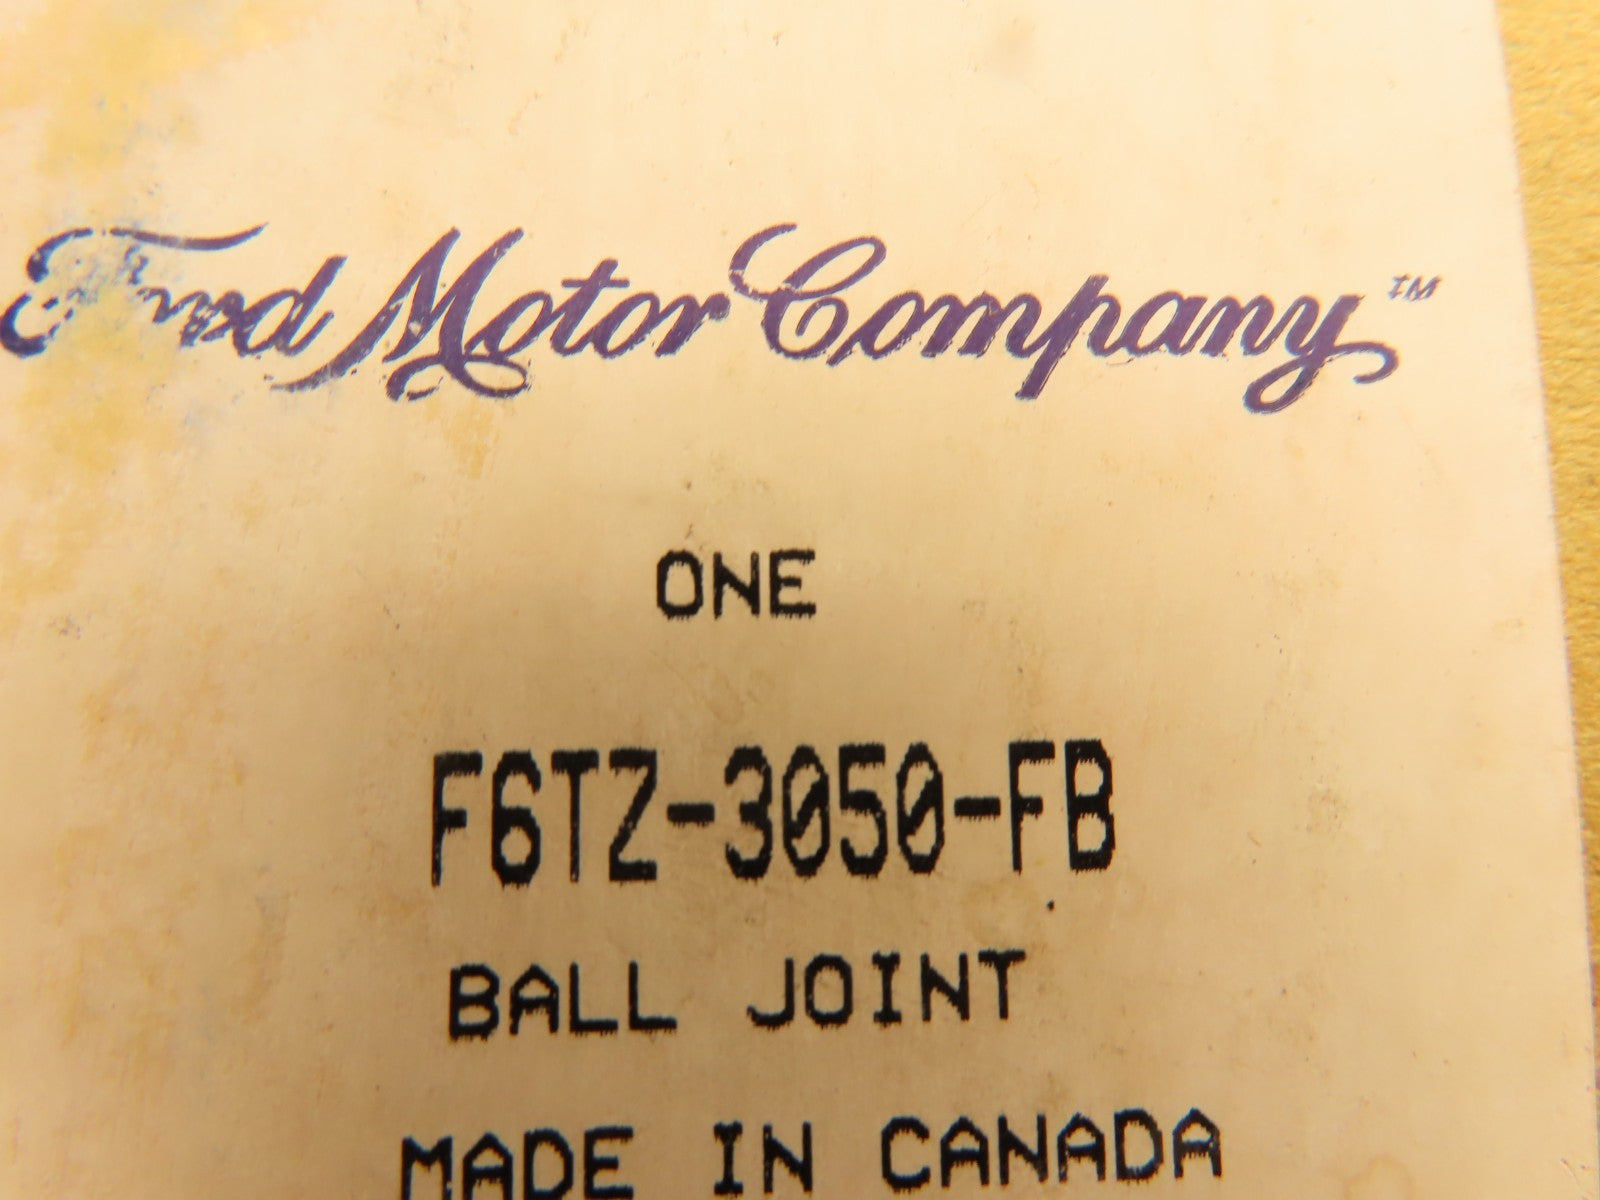 Ford Motor Company™
ONE
F6TZ-3050-FB
BALL JOINT
MADE IN CANADA